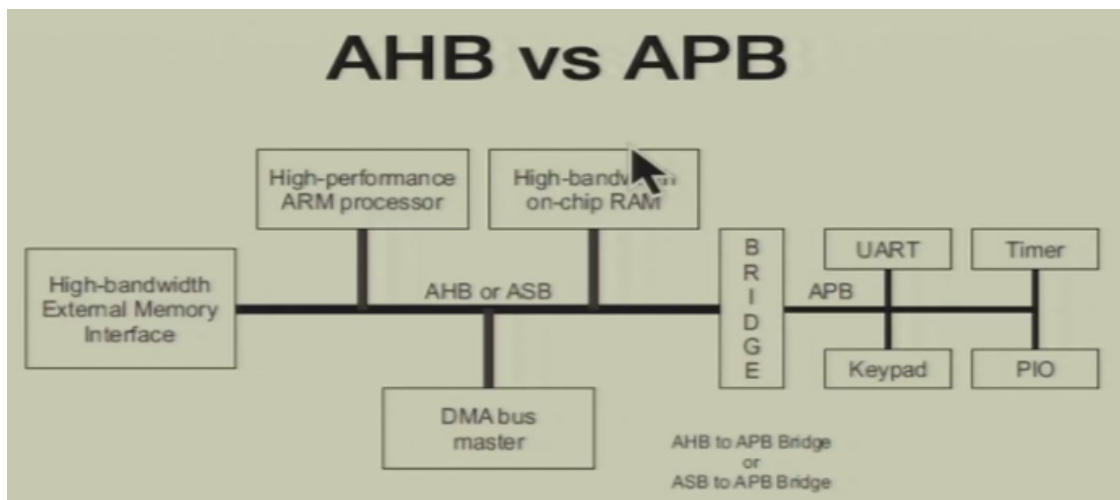 AHB vs APB
High-performance
ARM processor
High-bandwidth
on-chip RAM
High-bandwidth
External Memory
Interface
AHB or ASB
DMA bus
master
B
R
I
D
G
E
APB
UART
Timer
Keypad
PIO
AHB to APB Bridge
or
ASB to APB Bridge